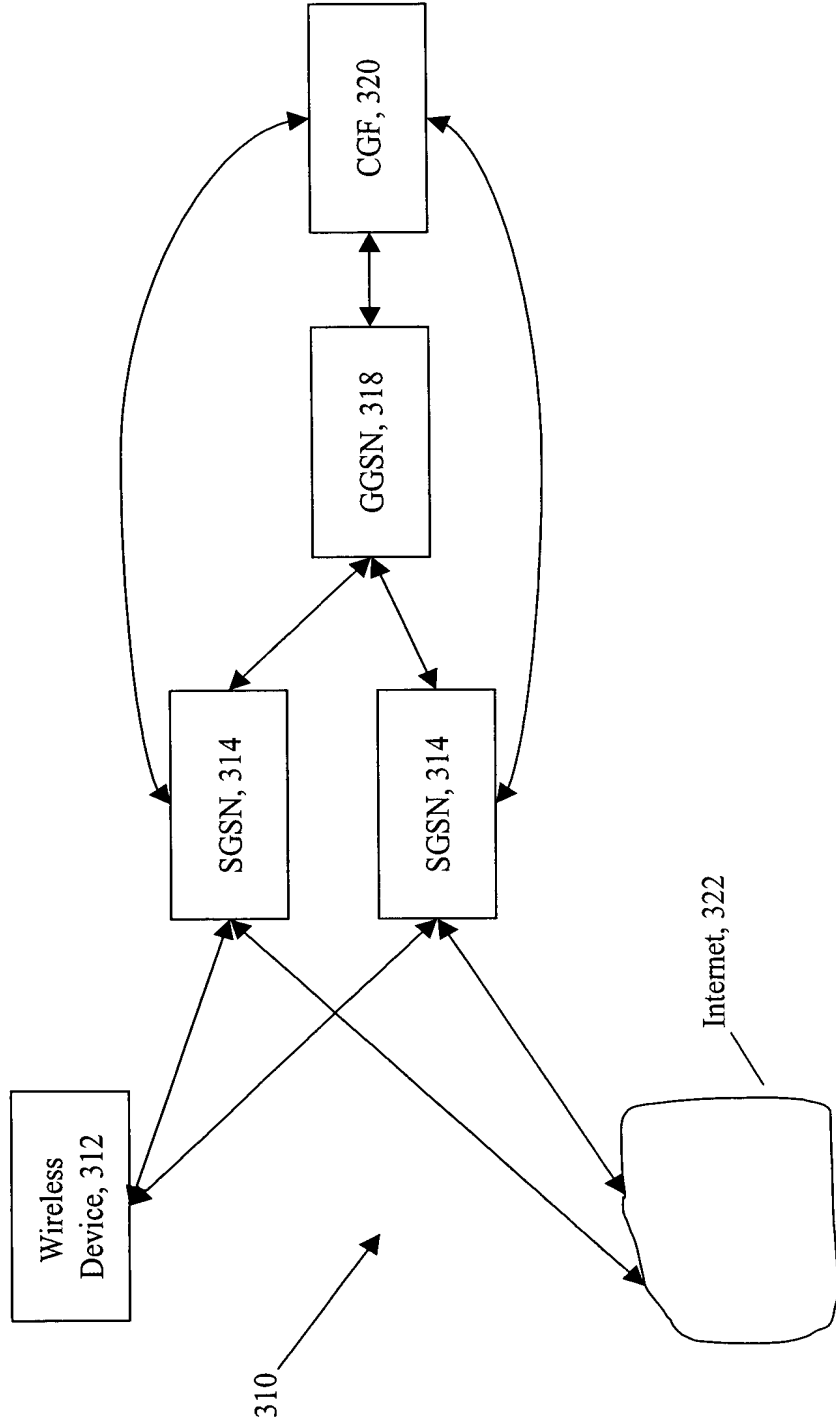 Wireless
Device, 312
SGSN, 314
SGSN, 314
GGSN, 318
CGF, 320
310
Internet, 322